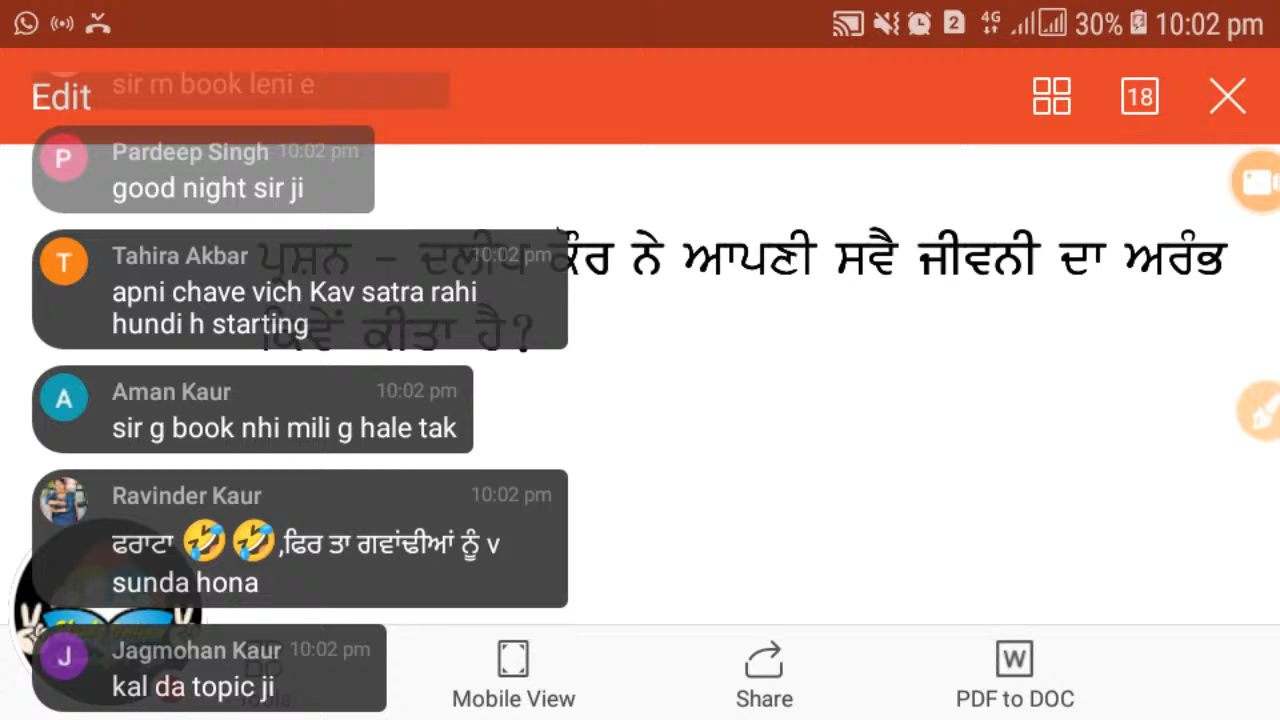 2 4G 30% 10:02 pm
sir m book leni e
Edit
18
Pardeep Singh 10:02 pm
good night sir ji
Tahira Akbar 10:02 pm
apni chave vich Kav satra rahi
hundi h starting
ਪ੍ਰਸ਼ਨ – ਦਲੀਪ ਕੌਰ ਨੇ ਆਪਣੀ ਸਵੈ ਜੀਵਨੀ ਦਾ ਅਰੰਭ
ਕਿਵੇਂ ਕੀਤਾ ਹੈ?
Aman Kaur 10:02 pm
sir g book nhi mili g hale tak
Ravinder Kaur 10:02 pm
ਫਰਾਟਾ 🤣🤣,ਫਿਰ ਤਾ ਗਵਾਂਢੀਆਂ ਨੂੰ v
sunda hona
Jagmohan Kaur 10:02 pm
kal da topic ji
Tools
Mobile View
Share
W
PDF to DOC